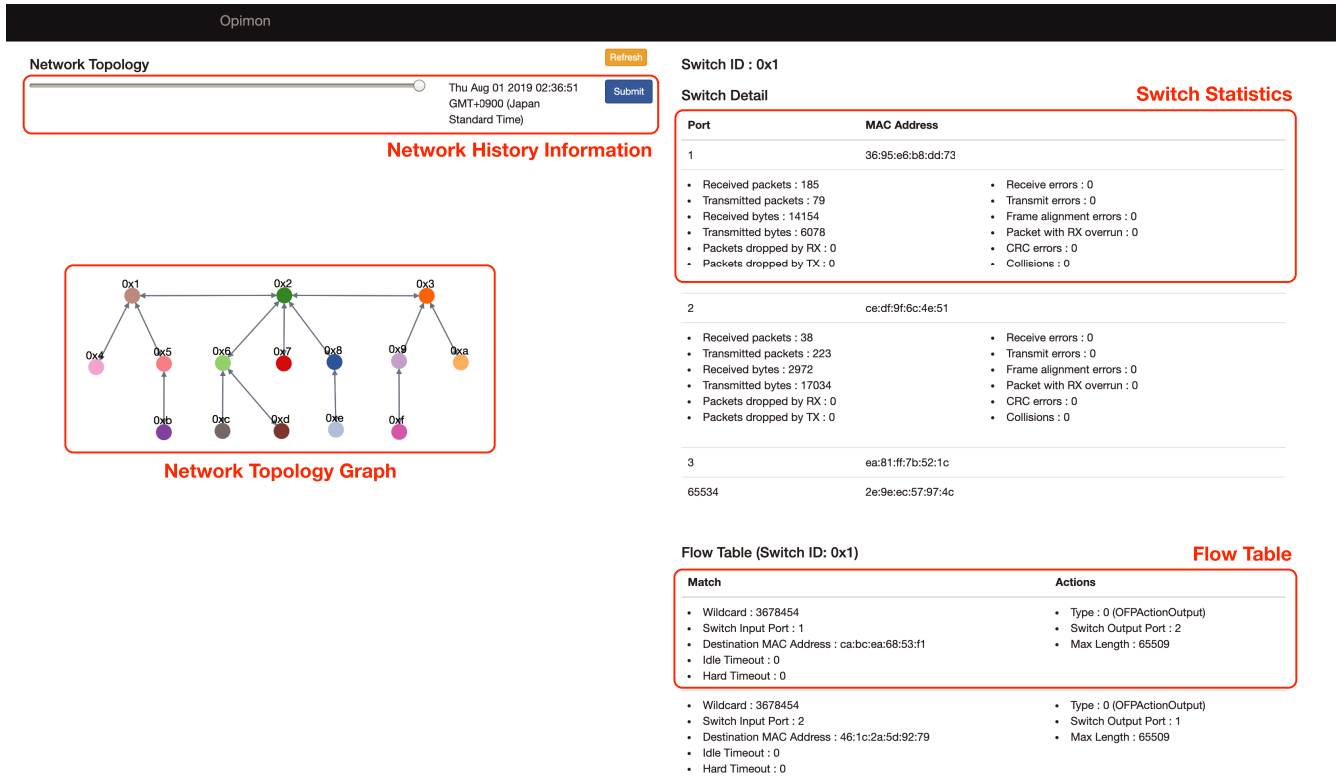 Opimon
Network Topology
Refresh
Thu Aug 01 2019 02:36:51
GMT+0900 (Japan
Standard Time)
Submit
Network History Information
0x1
0x2
0x3
0x4
0x5
0x6
0x7
0x8
0x9
0xa
0xb
0xc
0xd
0xe
0xf
Network Topology Graph
Switch ID : 0x1
Switch Detail
Switch Statistics
Port MAC Address
1 36:95:e6:b8:dd:73
• Received packets : 185
• Transmitted packets : 79
• Received bytes : 14154
• Transmitted bytes : 6078
• Packets dropped by RX : 0
• Packets dropped by TX : 0
• Receive errors : 0
• Transmit errors : 0
• Frame alignment errors : 0
• Packet with RX overrun : 0
• CRC errors : 0
• Collisions : 0
2 ce:df:9f:6c:4e:51
• Received packets : 38
• Transmitted packets : 223
• Received bytes : 2972
• Transmitted bytes : 17034
• Packets dropped by RX : 0
• Packets dropped by TX : 0
• Receive errors : 0
• Transmit errors : 0
• Frame alignment errors : 0
• Packet with RX overrun : 0
• CRC errors : 0
• Collisions : 0
3 ea:81:ff:7b:52:1c
65534 2e:9e:ec:57:97:4c
Flow Table (Switch ID: 0x1)
Flow Table
Match Actions
• Wildcard : 3678454
• Switch Input Port : 1
• Destination MAC Address : ca:bc:ea:68:53:f1
• Idle Timeout : 0
• Hard Timeout : 0
• Type : 0 (OFPActionOutput)
• Switch Output Port : 2
• Max Length : 65509
• Wildcard : 3678454
• Switch Input Port : 2
• Destination MAC Address : 46:1c:2a:5d:92:79
• Idle Timeout : 0
• Hard Timeout : 0
• Type : 0 (OFPActionOutput)
• Switch Output Port : 1
• Max Length : 65509